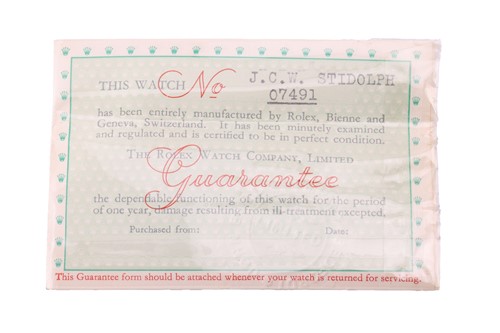 J.C.W. STIDOLPH
THIS WATCH No 07491
has been entirely manufactured by Rolex, Bienne and
Geneva, Switzerland. It has been minutely examined
and regulated and is certified to be in perfect condition.
THE ROLEX WATCH COMPANY, LIMITED
Guarantee
the dependable functioning of this watch for the period
of one year, damage resulting from ill-treatment excepted.
Purchased from: Date:
This Guarantee form should be attached whenever your watch is returned for servicing.